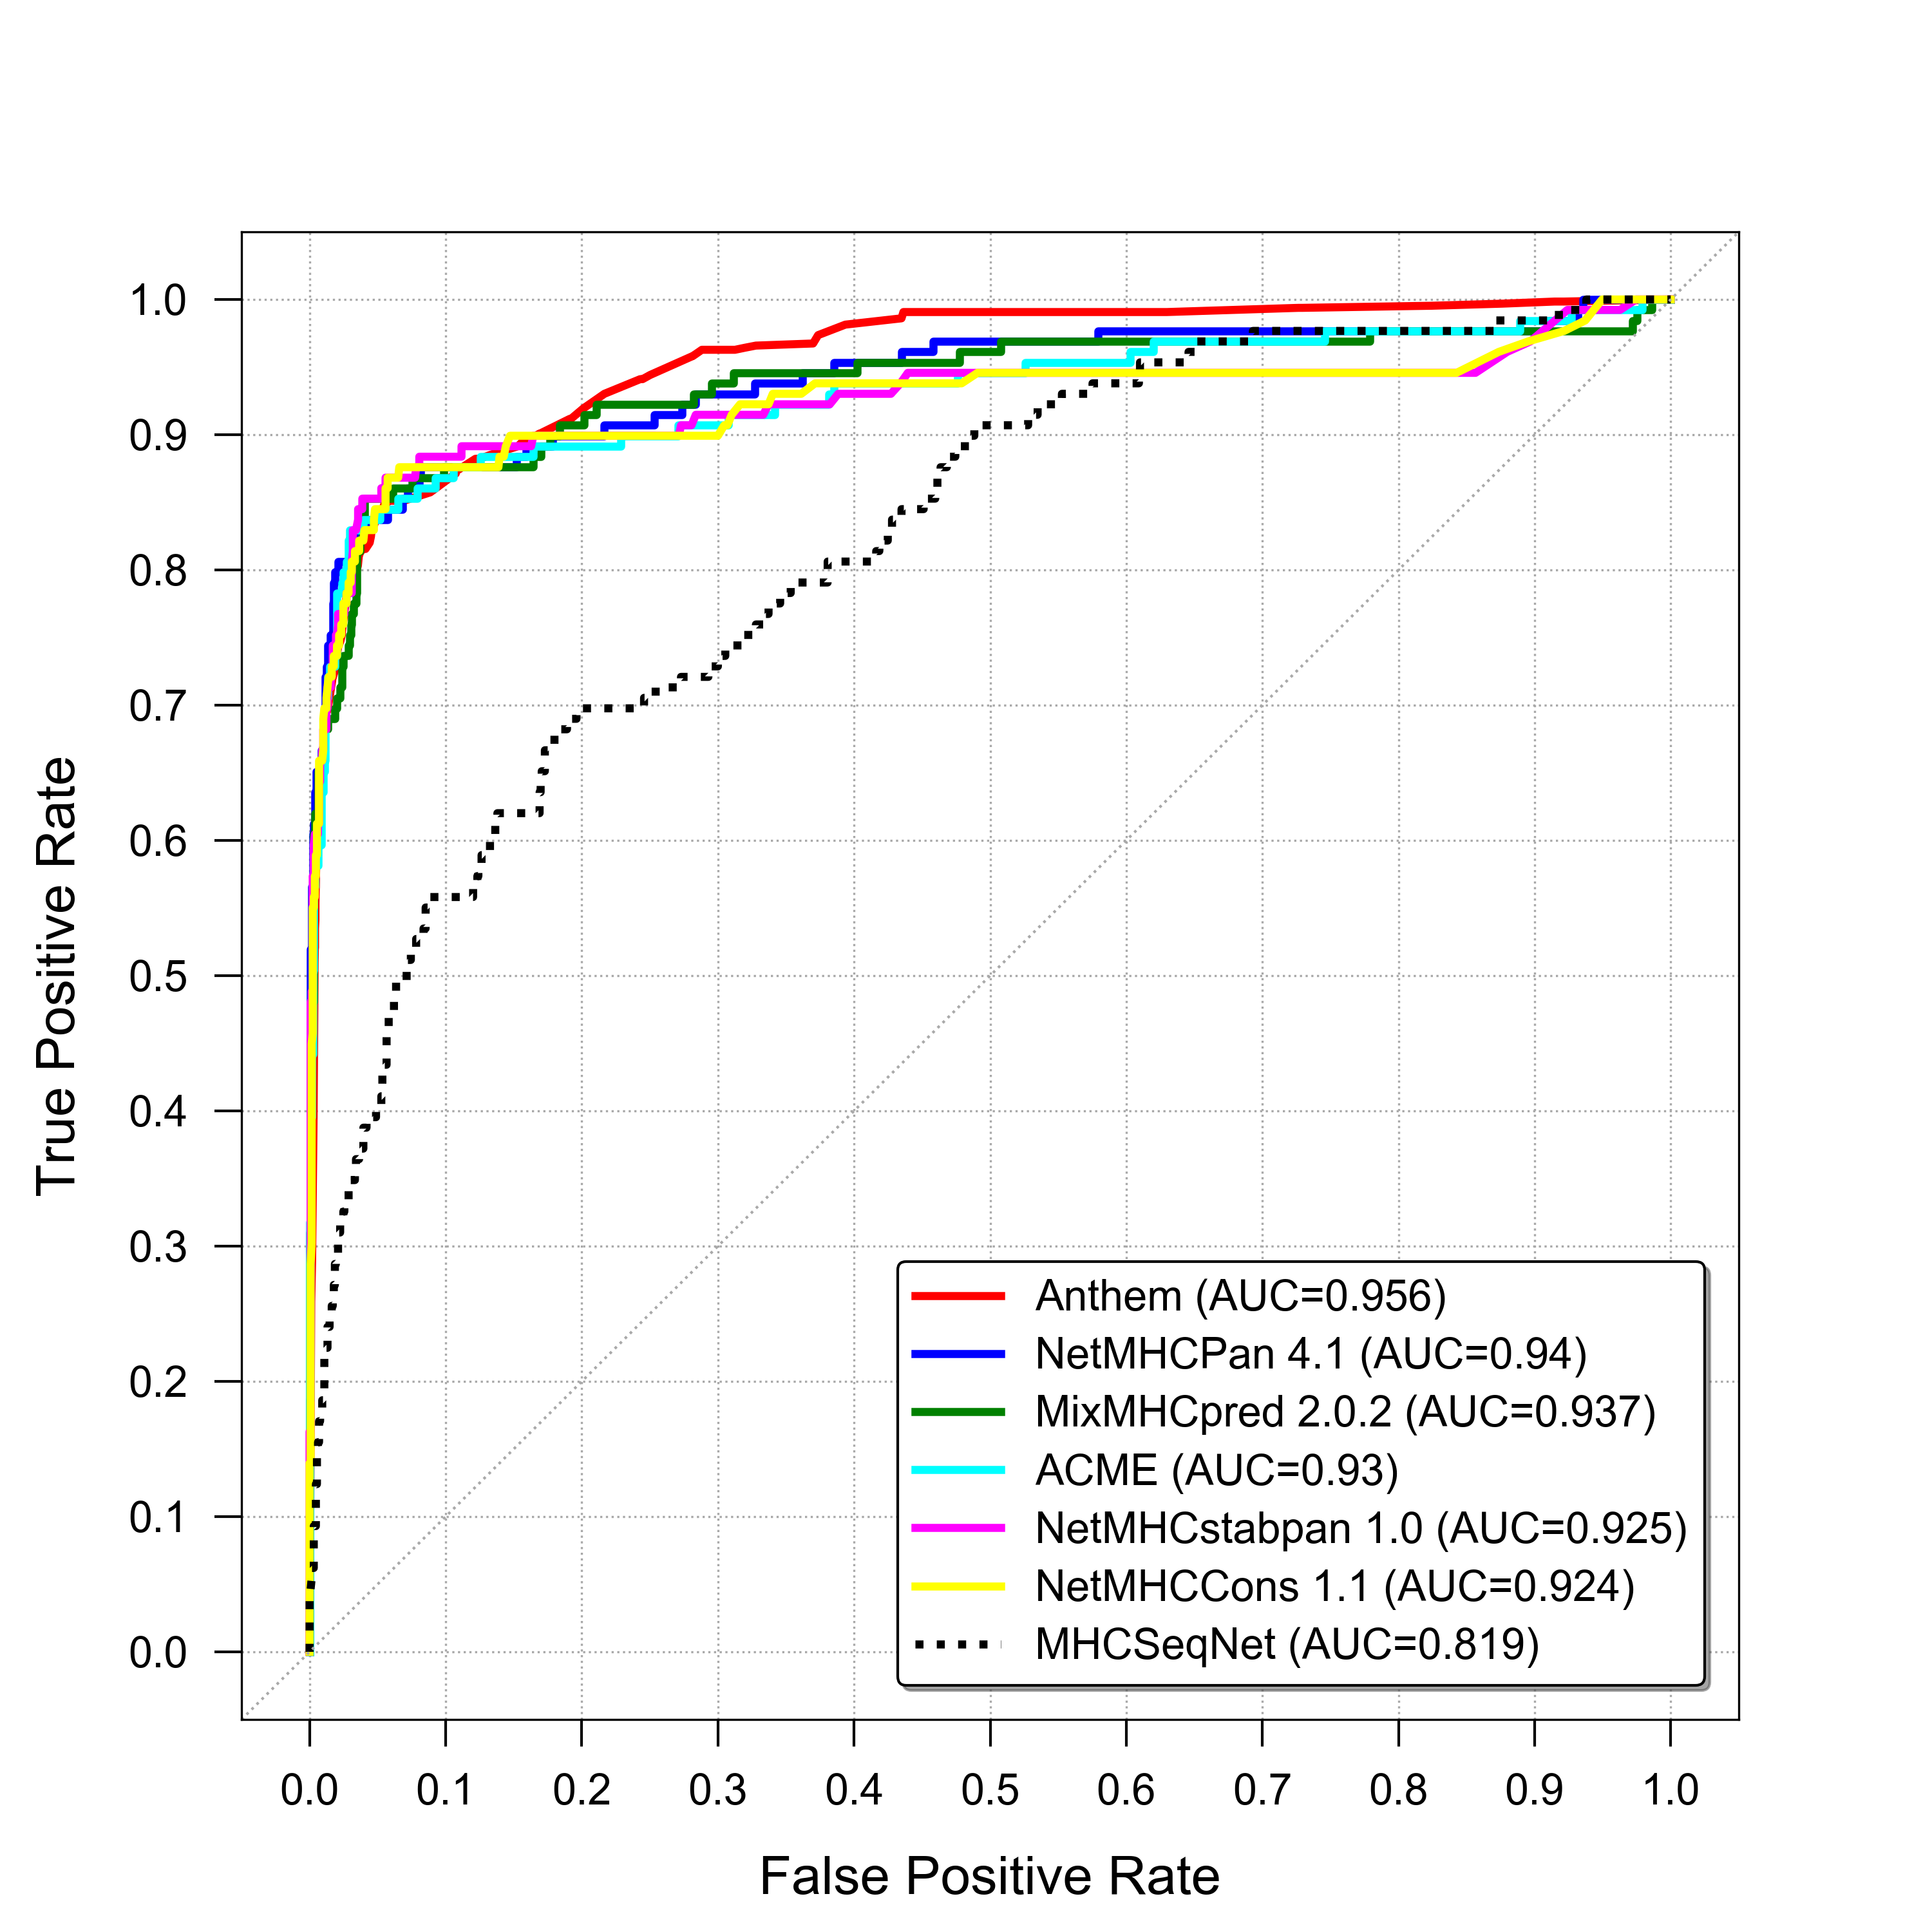 1.0
0.9
0.8
0.7
0.6
0.5
0.4
0.3
0.2
0.1
0.0
True Positive Rate
Anthem (AUC=0.956)
NetMHCPan 4.1 (AUC=0.94)
MixMHCpred 2.0.2 (AUC=0.937)
ACME (AUC=0.93)
NetMHCstabpan 1.0 (AUC=0.925)
NetMHCCons 1.1 (AUC=0.924)
MHCSeqNet (AUC=0.819)
0.0 0.1 0.2 0.3 0.4 0.5 0.6 0.7 0.8 0.9 1.0
False Positive Rate